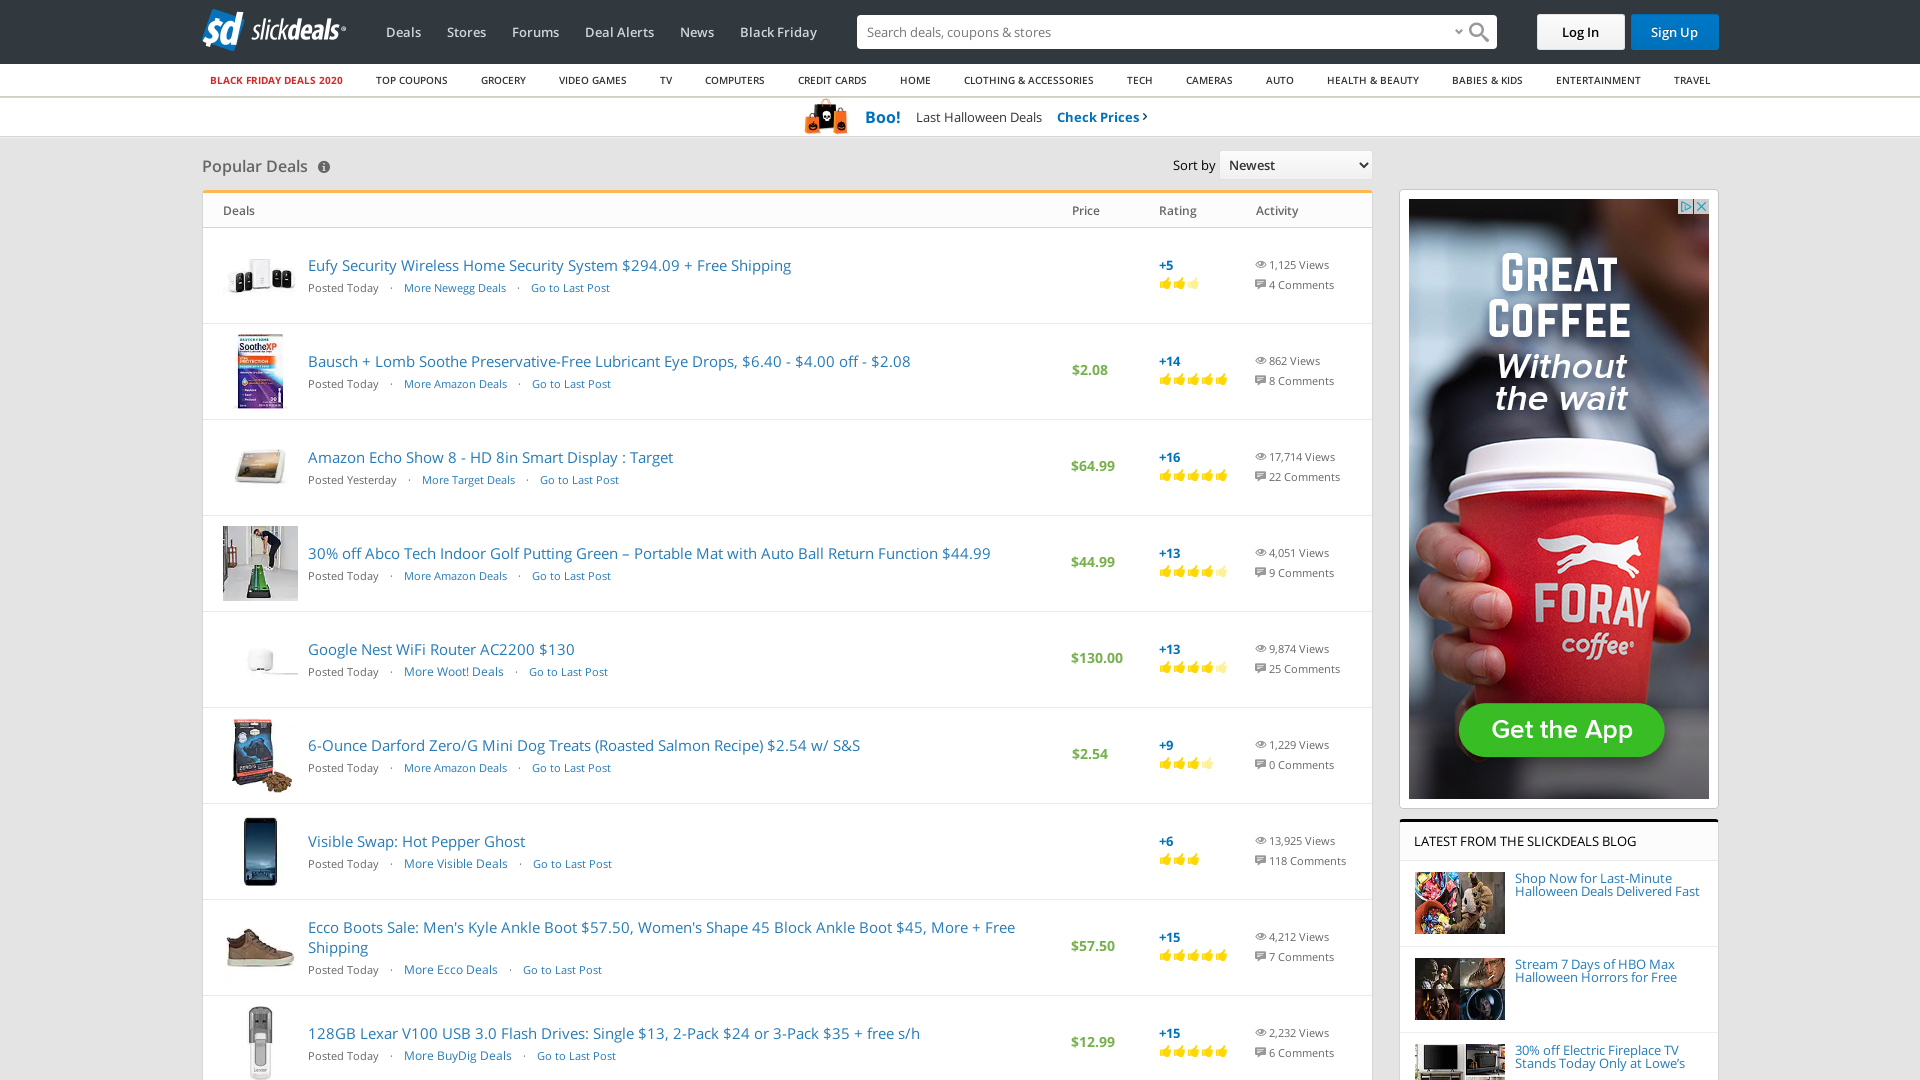 slickdeals
Deals
Stores
Forums
Deal Alerts
News
Black Friday
Search deals, coupons & stores
Log In
Sign Up
BLACK FRIDAY DEALS 2020
TOP COUPONS
GROCERY
VIDEO GAMES
TV
COMPUTERS
CREDIT CARDS
HOME
CLOTHING & ACCESSORIES
TECH
CAMERAS
AUTO
HEALTH & BEAUTY
BABIES & KIDS
ENTERTAINMENT
TRAVEL
Boo! Last Halloween Deals Check Prices
Popular Deals
Sort by Newest
Deals Price Rating Activity
Eufy Security Wireless Home Security System $294.09 + Free Shipping
Posted Today · More Newegg Deals · Go to Last Post
+5
1,125 Views
4 Comments
SootheXP
Bausch + Lomb Soothe Preservative-Free Lubricant Eye Drops, $6.40 - $4.00 off - $2.08
Posted Today · More Amazon Deals · Go to Last Post
$2.08
+14
862 Views
8 Comments
Amazon Echo Show 8 - HD 8in Smart Display : Target
Posted Yesterday · More Target Deals · Go to Last Post
$64.99
+16
17,714 Views
22 Comments
30% off Abco Tech Indoor Golf Putting Green – Portable Mat with Auto Ball Return Function $44.99
Posted Today · More Amazon Deals · Go to Last Post
$44.99
+13
4,051 Views
9 Comments
Google Nest WiFi Router AC2200 $130
Posted Today · More Woot! Deals · Go to Last Post
$130.00
+13
9,874 Views
25 Comments
6-Ounce Darford Zero/G Mini Dog Treats (Roasted Salmon Recipe) $2.54 w/ S&S
Posted Today · More Amazon Deals · Go to Last Post
$2.54
+9
1,229 Views
0 Comments
Visible Swap: Hot Pepper Ghost
Posted Today · More Visible Deals · Go to Last Post
+6
13,925 Views
118 Comments
Ecco Boots Sale: Men's Kyle Ankle Boot $57.50, Women's Shape 45 Block Ankle Boot $45, More + Free
Shipping
Posted Today · More Ecco Deals · Go to Last Post
$57.50
+15
4,212 Views
7 Comments
128GB Lexar V100 USB 3.0 Flash Drives: Single $13, 2-Pack $24 or 3-Pack $35 + free s/h
Posted Today · More BuyDig Deals · Go to Last Post
$12.99
+15
2,232 Views
6 Comments
GREAT
COFFEE
Without
the wait
FORAY
coffee
Get the App
LATEST FROM THE SLICKDEALS BLOG
Shop Now for Last-Minute
Halloween Deals Delivered Fast
Stream 7 Days of HBO Max
Halloween Horrors for Free
30% off Electric Fireplace TV
Stands Today Only at Lowe's